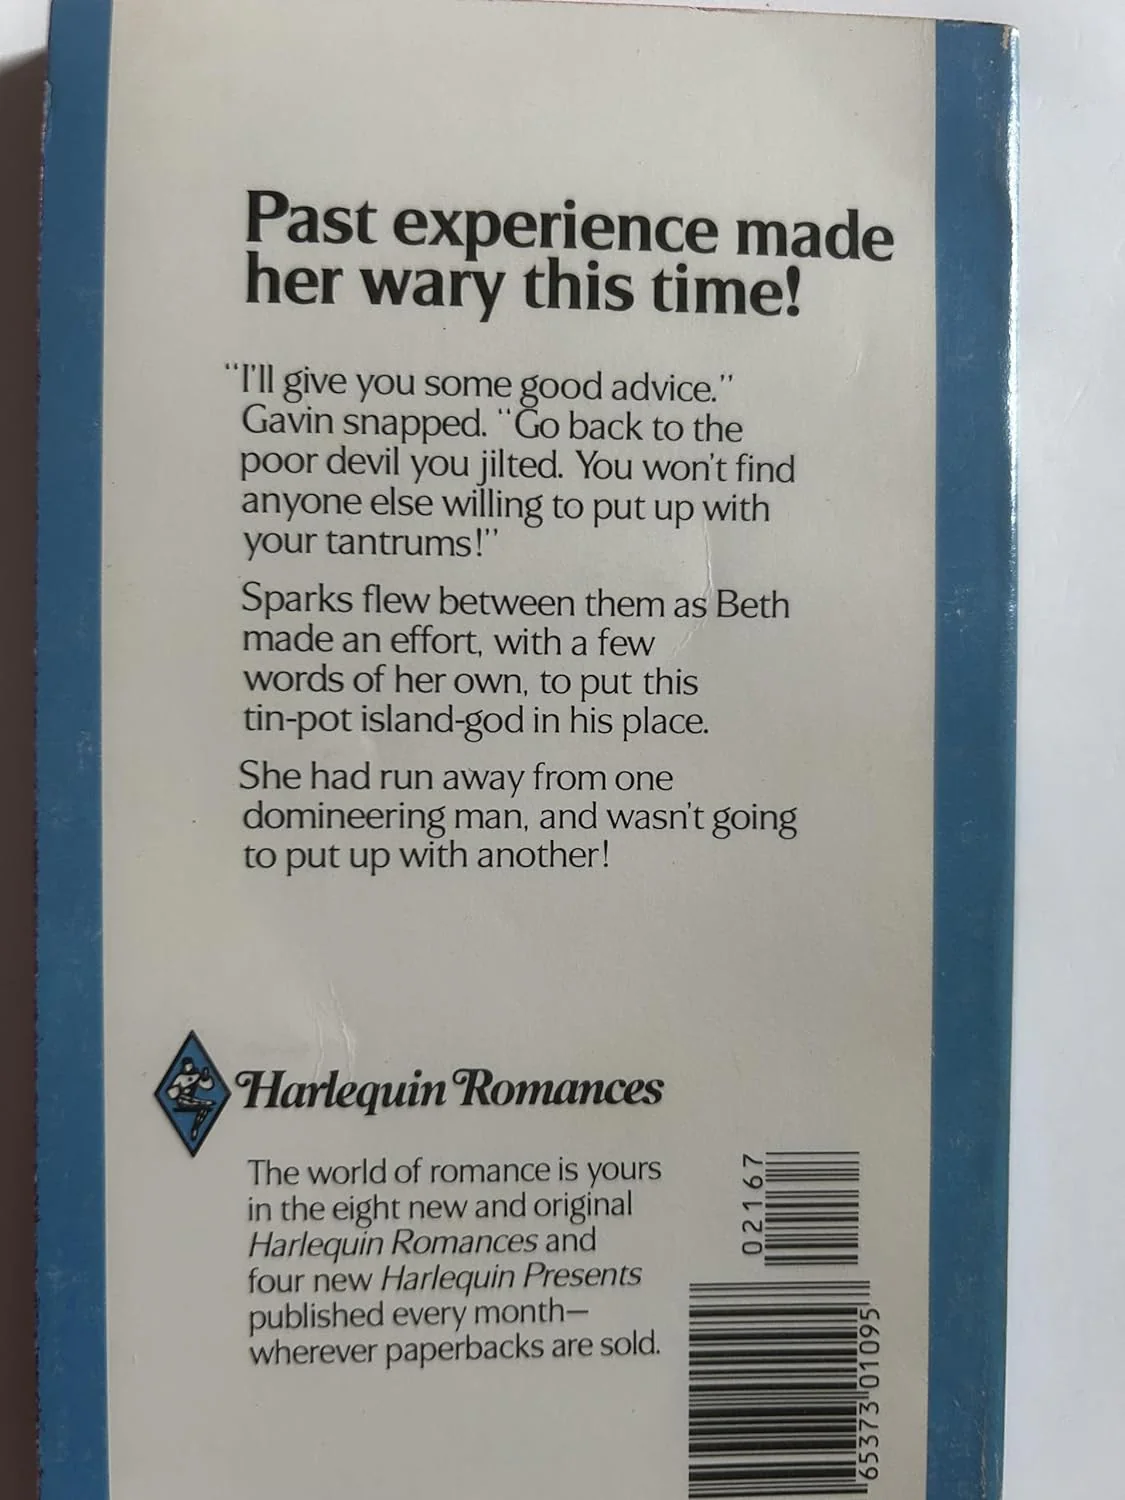 Past experience made
her wary this time!
“I’ll give you some good advice.”
Gavin snapped. “Go back to the
poor devil you jilted. You won’t find
anyone else willing to put up with
your tantrums!”
Sparks flew between them as Beth
made an effort, with a few
words of her own, to put this
tin-pot island-god in his place.
She had run away from one
domineering man, and wasn’t going
to put up with another!
Harlequin Romances
The world of romance is yours
in the eight new and original
Harlequin Romances and
four new Harlequin Presents
published every month—
wherever paperbacks are sold.
02167
65373 01095